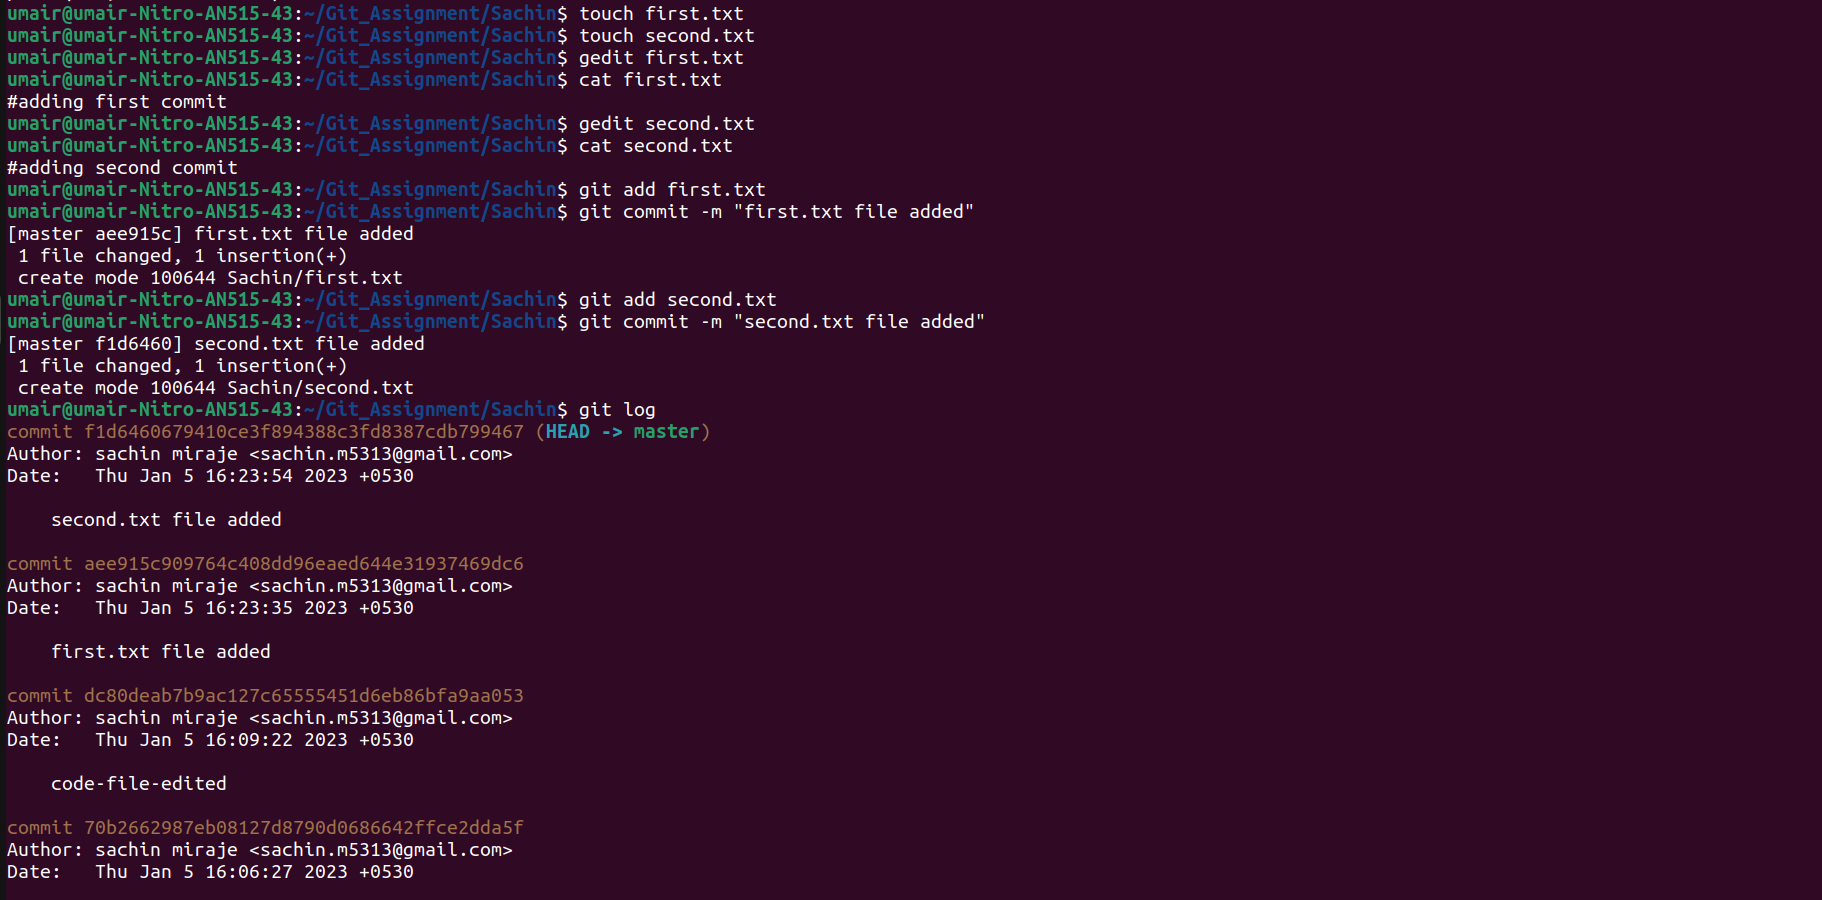 umair@umair-Nitro-AN515-43:~/Git_Assignment/Sachin$ touch first.txt
umair@umair-Nitro-AN515-43:~/Git_Assignment/Sachin$ touch second.txt
umair@umair-Nitro-AN515-43:~/Git_Assignment/Sachin$ gedit first.txt
umair@umair-Nitro-AN515-43:~/Git_Assignment/Sachin$ cat first.txt
#adding first commit
umair@umair-Nitro-AN515-43:~/Git_Assignment/Sachin$ gedit second.txt
umair@umair-Nitro-AN515-43:~/Git_Assignment/Sachin$ cat second.txt
#adding second commit
umair@umair-Nitro-AN515-43:~/Git_Assignment/Sachin$ git add first.txt
umair@umair-Nitro-AN515-43:~/Git_Assignment/Sachin$ git commit -m "first.txt file added"
[master aee915c] first.txt file added
 1 file changed, 1 insertion(+)
 create mode 100644 Sachin/first.txt
umair@umair-Nitro-AN515-43:~/Git_Assignment/Sachin$ git add second.txt
umair@umair-Nitro-AN515-43:~/Git_Assignment/Sachin$ git commit -m "second.txt file added"
[master f1d6460] second.txt file added
 1 file changed, 1 insertion(+)
 create mode 100644 Sachin/second.txt
umair@umair-Nitro-AN515-43:~/Git_Assignment/Sachin$ git log
commit f1d6460679410ce3f894388c3fd8387cdb799467 (HEAD -> master)
Author: sachin miraje <sachin.m5313@gmail.com>
Date:   Thu Jan 5 16:23:54 2023 +0530
    second.txt file added
commit aee915c909764c408dd96eaed644e31937469dc6
Author: sachin miraje <sachin.m5313@gmail.com>
Date:   Thu Jan 5 16:23:35 2023 +0530
    first.txt file added
commit dc80deab7b9ac127c65555451d6eb86bfa9aa053
Author: sachin miraje <sachin.m5313@gmail.com>
Date:   Thu Jan 5 16:09:22 2023 +0530
    code-file-edited
commit 70b2662987eb08127d8790d0686642ffce2dda5f
Author: sachin miraje <sachin.m5313@gmail.com>
Date:   Thu Jan 5 16:06:27 2023 +0530